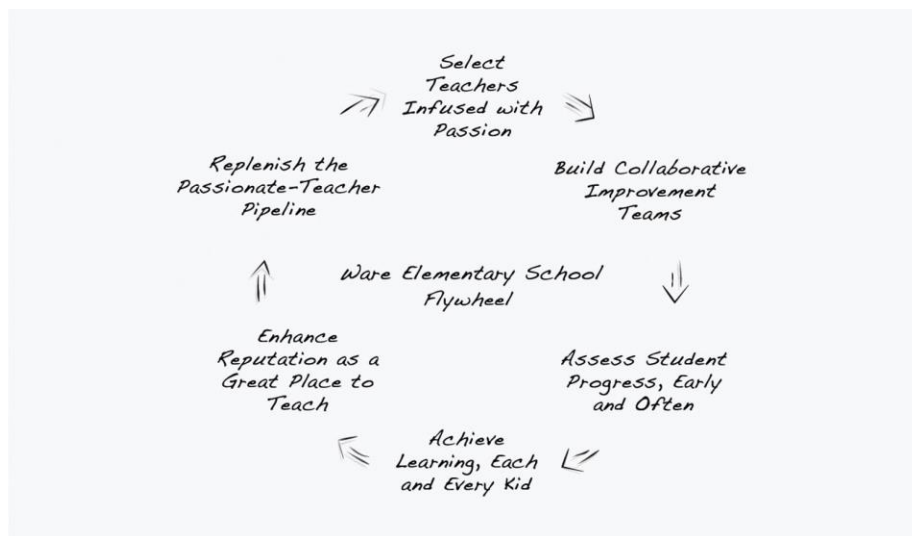 Select
Teachers
Infused with
Passion
Build Collaborative
Improvement
Teams
Assess Student
Progress, Early
and Often
Achieve
Learning, Each
and Every Kid
Enhance
Reputation as a
Great Place to
Teach
Replenish the
Passionate-Teacher
Pipeline
Ware Elementary School
Flywheel